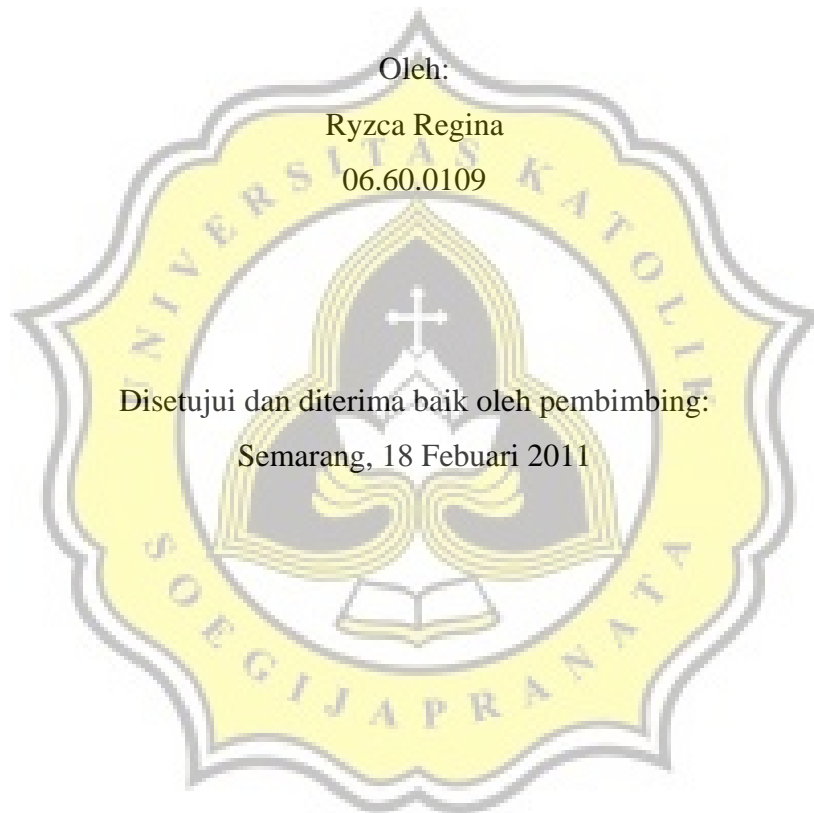 Oleh:
Ryzca Regina
06.60.0109
UNIVERSITAS KATOLIK
Disetujui dan diterima baik oleh pembimbing:
Semarang, 18 Febuari 2011
SOEGIJAPRANATA